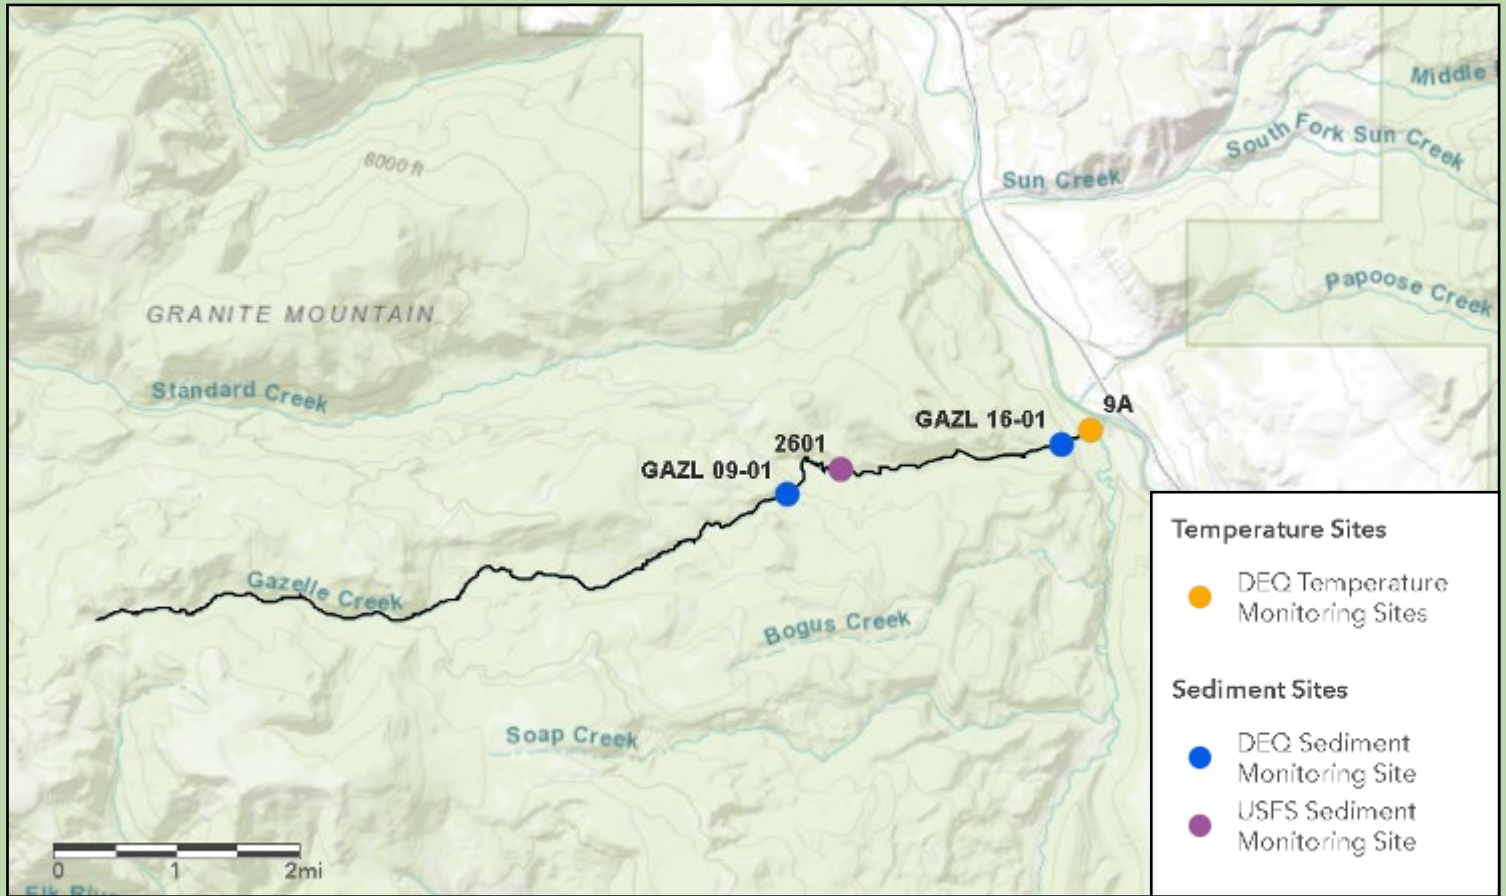 Middle
South Fork Sun Creek
8000 ft
Sun Creek
Papoose Creek
GRANITE MOUNTAIN
Standard Creek
9A
GAZL 16-01
2601
GAZL 09-01
Gazelle Creek
Bogus Creek
Soap Creek
0 1 2mi
Temperature Sites
DEQ Temperature
Monitoring Sites
Sediment Sites
DEQ Sediment
Monitoring Site
USFS Sediment
Monitoring Site